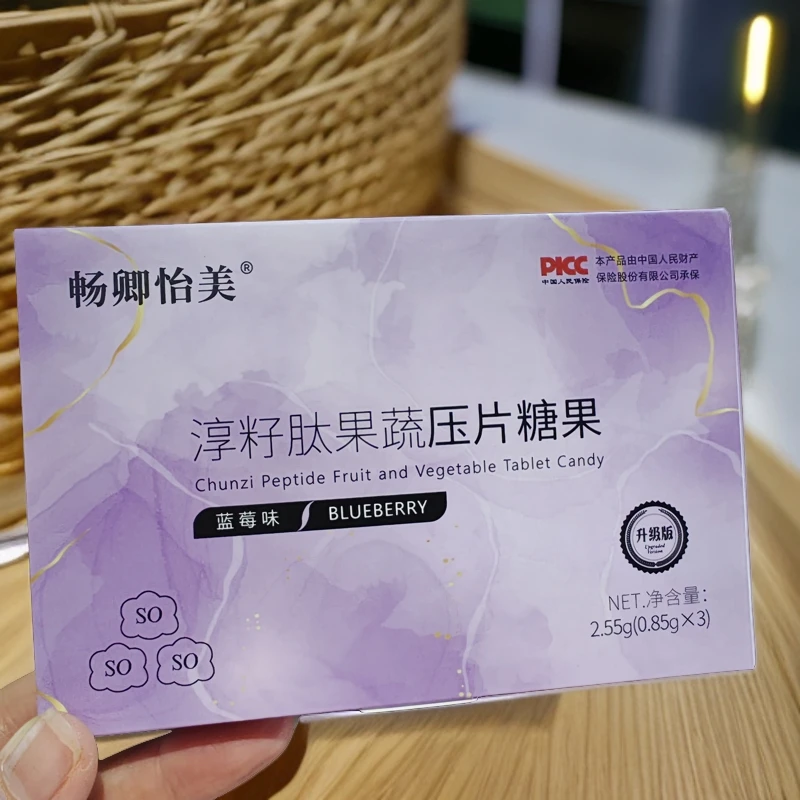 畅卿怡美®
PICC 本产品由中国人民财产
中国人民保险 保险股份有限公司承保
淳籽肽果蔬压片糖果
Chunzi Peptide Fruit and Vegetable Tablet Candy
蓝莓味 BLUEBERRY
升级版
Upgraded
Version
NET.净含量:
2.55g(0.85g×3)
SO
SO SO